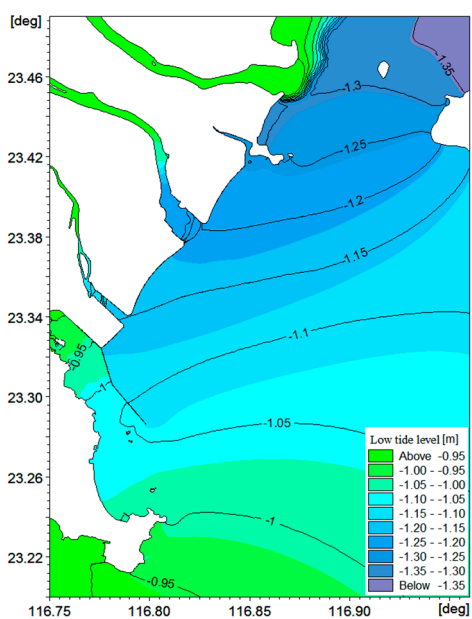 [deg]
23.46
23.42
23.38
23.34
23.30
23.26
23.22
-1.35
-1.3
-1.25
-1.2
-1.15
-1.1
-1.05
-1
-0.95
-1
-0.95
Low tide level [m]
Above -0.95
-1.00 - -0.95
-1.05 - -1.00
-1.10 - -1.05
-1.15 - -1.10
-1.20 - -1.15
-1.25 - -1.20
-1.30 - -1.25
-1.35 - -1.30
Below -1.35
116.75 116.80 116.85 116.90 [deg]